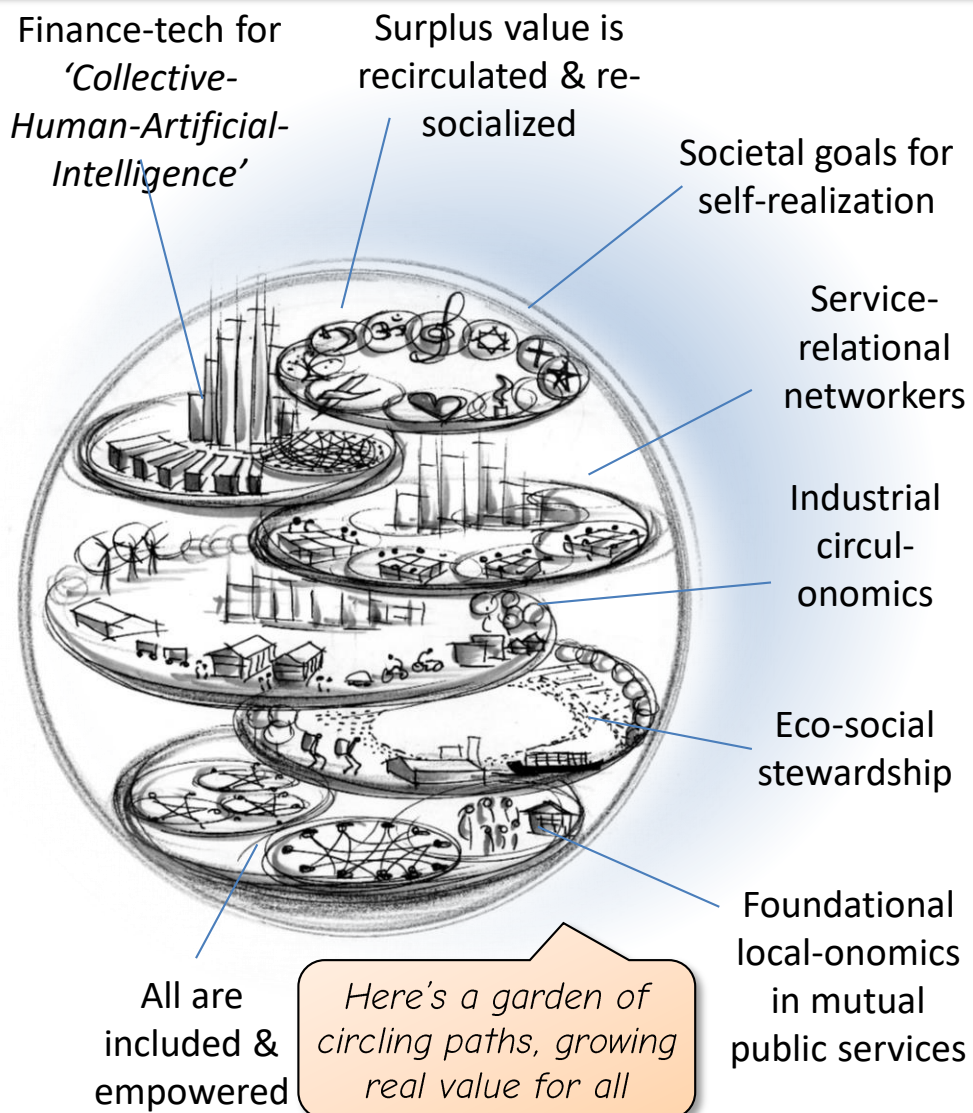 Finance-tech for
‘Collective-
Human-Artificial-
Intelligence’
Surplus value is
recirculated & re-
socialized
Societal goals for
self-realization
Service-
relational
networkers
Industrial
circul-
onomics
Eco-social
stewardship
Foundational
local-onomics
in mutual
public services
All are
included &
empowered
Here’s a garden of
circling paths, growing
real value for all